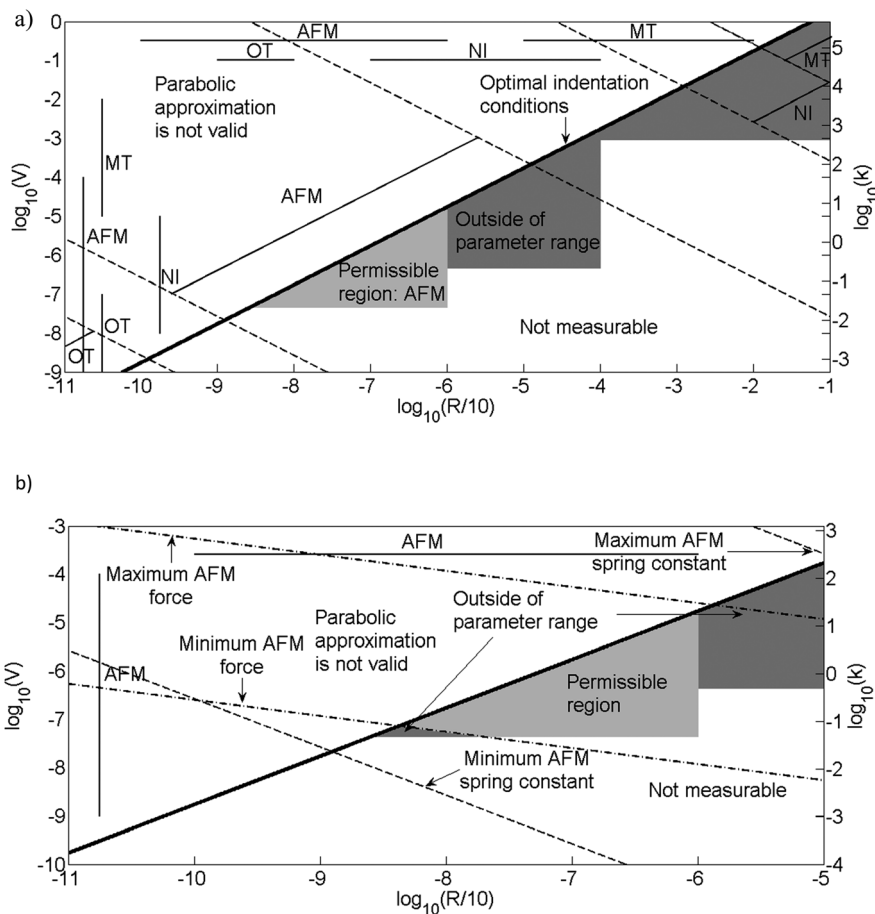 a)
0
-1
-2
-3
-4
-5
-6
-7
-8
-9
log10(V)
-11
-10
-9
-8
-7
-6
-5
-4
-3
-2
-1
log10(R/10)
5
4
3
2
1
0
-1
-2
-3
log10(k)
AFM
OT
NI
MT
MT
NI
Parabolic
approximation
is not valid
Optimal indentation
conditions
MT
AFM
AFM
NI
OT
OT
Outside of
parameter range
Permissible
region: AFM
Not measurable
b)
-3
-4
-5
-6
-7
-8
-9
-10
log10(V)
-11
-10
-9
-8
-7
-6
-5
log10(R/10)
3
2
1
0
-1
-2
-3
-4
log10(k)
AFM
Maximum AFM
spring constant
Maximum AFM
force
Parabolic
approximation
is not valid
Outside of
parameter range
Minimum AFM
force
AFM
Permissible
region
Minimum AFM
spring constant
Not measurable